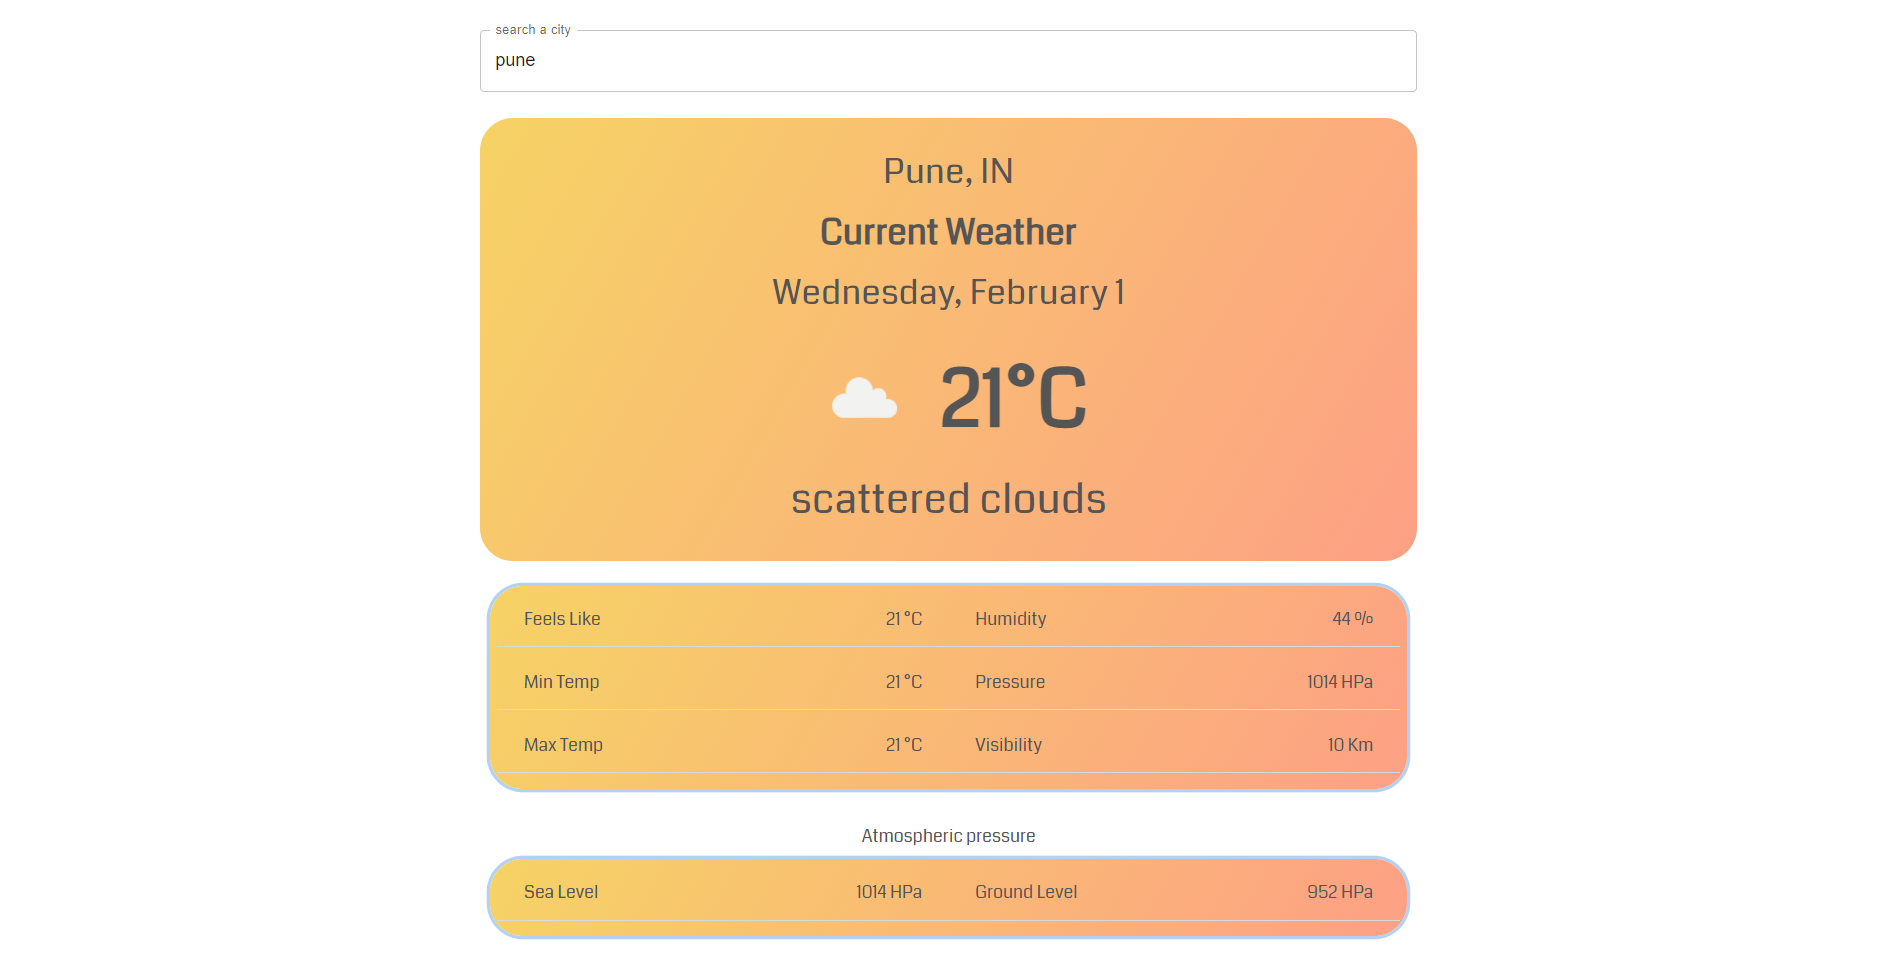 search a city
pune
Pune, IN
Current Weather
Wednesday, February 1
21°C
scattered clouds
Feels Like 21 °C Humidity 44 %
Min Temp 21 °C Pressure 1014 HPa
Max Temp 21 °C Visibility 10 Km
Atmospheric pressure
Sea Level 1014 HPa Ground Level 952 HPa